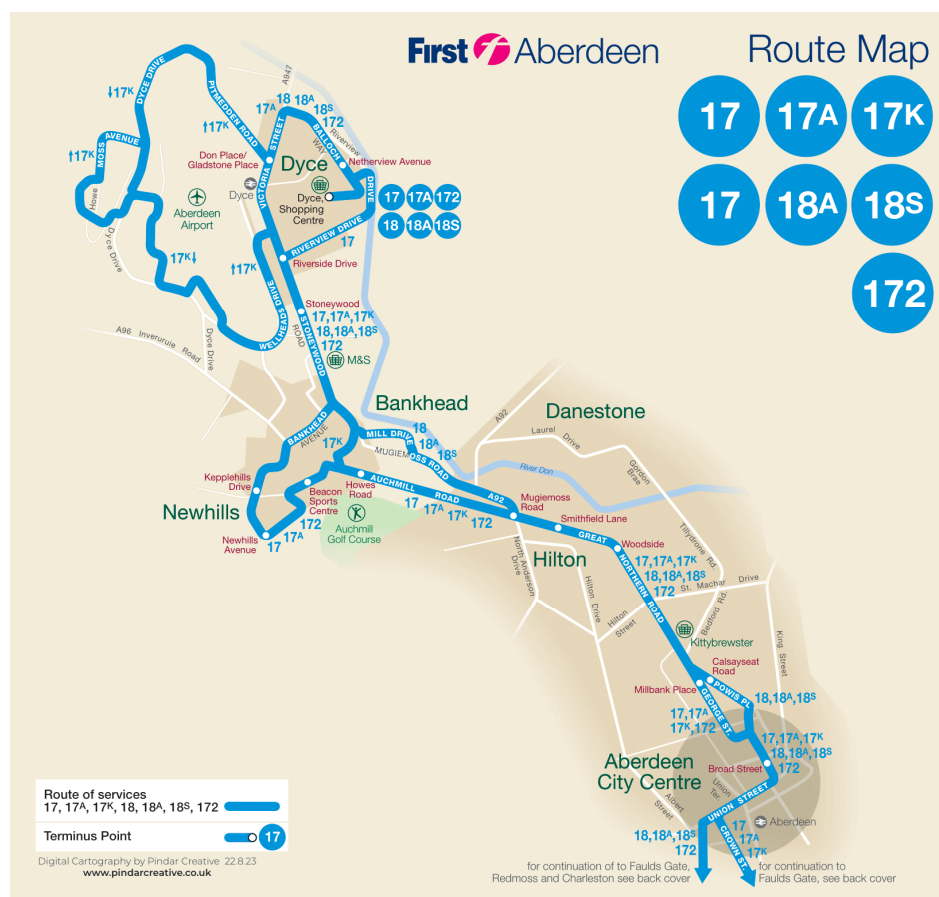 First Aberdeen
Route Map
17 17A 17K
17 18A 18S
172
A947
DYCE DRIVE
↓17K
PITMEDDEN ROAD
↑17K
17A 18 18A 18S
172
STREET
BALLOCH
WAY
Riverview
MOSS AVENUE
↑17K
Don Place/
Gladstone Place
Dyce
Netherview Avenue
Dyce
VICTORIA
Dyce,
Shopping
Centre
DRIVE
17 17A 172
18 18A 18S
Howe
Aberdeen
Airport
RIVERVIEW DRIVE
17
Dyce Drive
17K↓
↑17K
Riverside Drive
WELLHEADS DRIVE
Stoneywood
17,17A,17K
18,18A,18S
172
STONEYWOOD
ROAD
M&S
A96 Inveruruie Road
Dyce Drive
Bankhead
Danestone
A92
Laurel Drive
BANKHEAD
AVENUE
17K
MILL DRIVE
18
18A
18S
MUGIEMOSS ROAD
River Don
Gordon
Brae
Kepplehills
Drive
Beacon
Sports
Centre
Howes
Road
AUCHMILL ROAD
A92
Mugiemoss
Road
17 17A 17K 172
Newhills
172
17A
17
Newhills
Avenue
Auchmill
Golf Course
Smithfield Lane
GREAT NORTHERN ROAD
Woodside
Tillydrone Rd.
Hilton
North Anderson
Drive
Hilton Drive
Hilton
Street
17,17A,17K
18,18A,18S
172
St. Machar Drive
Bedford Rd.
King Street
Kittybrewster
Calsayseat
Road
Millbank Place
POWIS PL
18,18A,18S
GEORGE ST.
17,17A
17K,172
17,17A,17K
18,18A,18S
172
Aberdeen
City Centre
Broad Street
Union
Ter
UNION STREET
Albert
Street
Aberdeen
18,18A,18S
172
17
17A
17K
CROWN ST.
for continuation of to Faulds Gate,
Redmoss and Charleston see back cover
for continuation to
Faulds Gate, see back cover
Route of services
17, 17A, 17K, 18, 18A, 18S, 172
Terminus Point
17
Digital Cartography by Pindar Creative 22.8.23
www.pindarcreative.co.uk